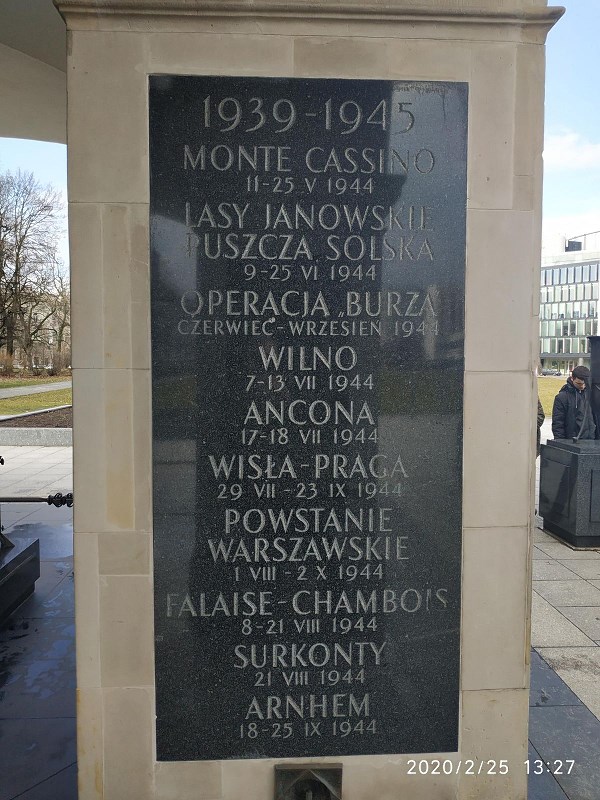 1939-1945
MONTE CASSINO
11-25 V 1944
LASY JANOWSKIE
PUSZCZA SOLSKA
9-25 VI 1944
OPERACJA „BURZA”
CZERWIEC-WRZESIEŃ 1944
WILNO
7-13 VII 1944
ANCONA
17-18 VII 1944
WISŁA-PRAGA
29 VII-23 IX 1944
POWSTANIE
WARSZAWSKIE
1 VIII-2 X 1944
FALAISE-CHAMBOIS
8-21 VIII 1944
SURKONTY
21 VIII 1944
ARNHEM
18-25 IX 1944
2020/2/25 13:27